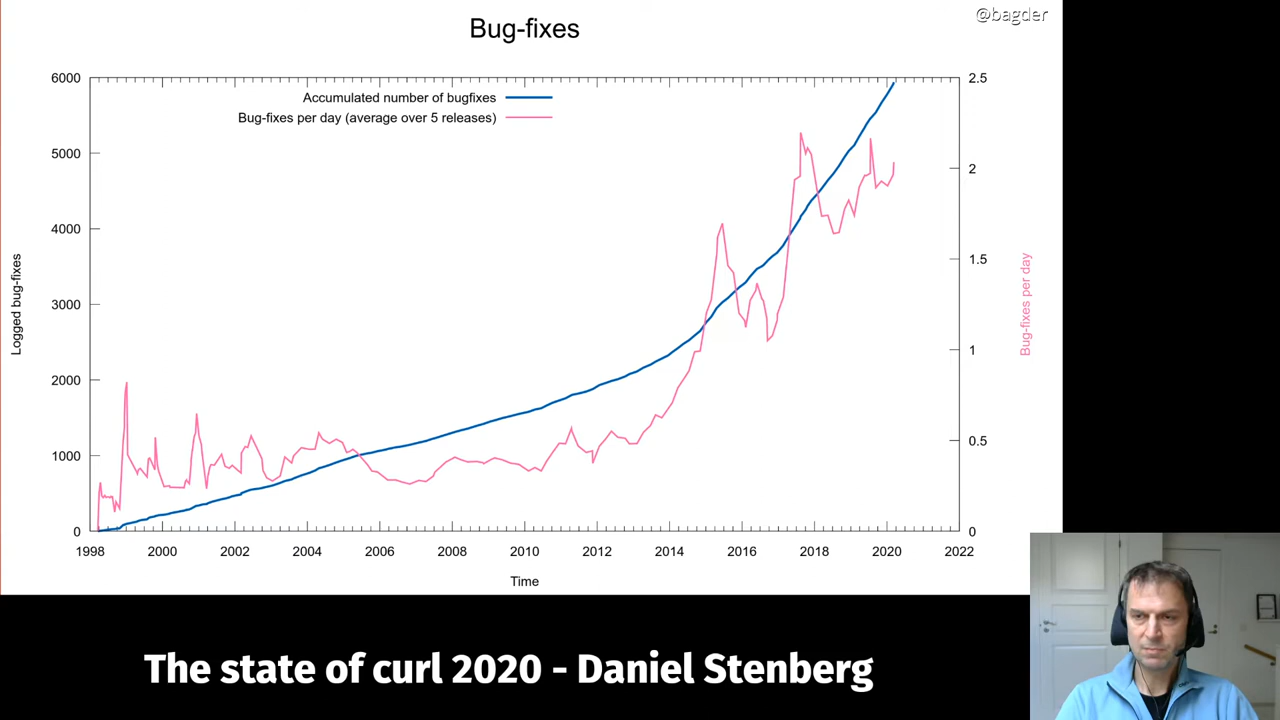 @bagder
Bug-fixes
Accumulated number of bugfixes
Bug-fixes per day (average over 5 releases)
6000
5000
4000
3000
2000
1000
0
2.5
2
1.5
1
0.5
0
Logged bug-fixes
Bug-fixes per day
1998 2000 2002 2004 2006 2008 2010 2012 2014 2016 2018 2020 2022
Time
The state of curl 2020 - Daniel Stenberg